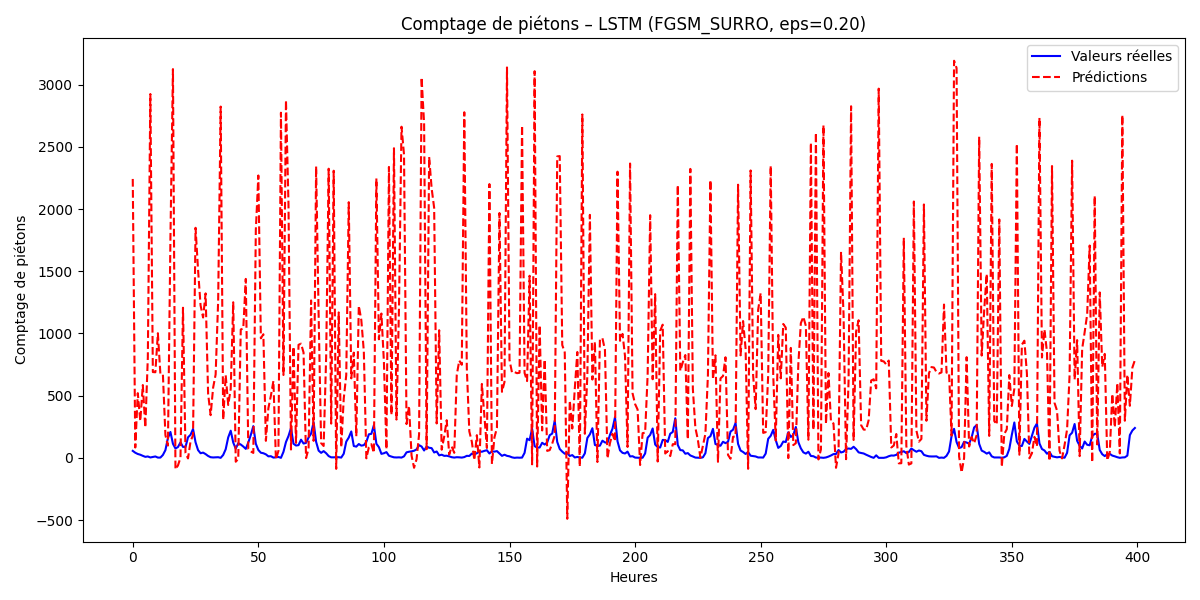 Comptage de piétons – LSTM (FGSM_SURRO, eps=0.20)
Valeurs réelles
Prédictions
Comptage de piétons
3000
2500
2000
1500
1000
500
0
−500
0 50 100 150 200 250 300 350 400
Heures